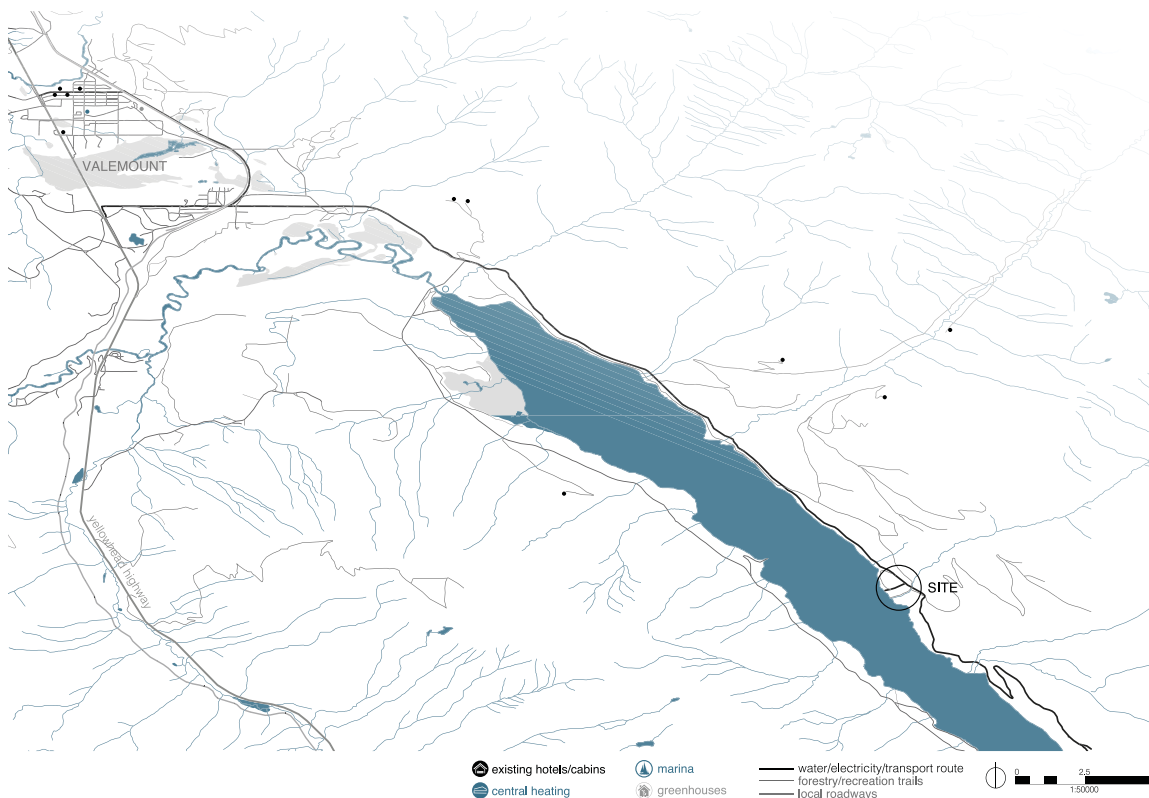 VALEMOUNT
yellowhead highway
SITE
existing hotels/cabins
marina
central heating
greenhouses
water/electricity/transport route
forestry/recreation trails
local roadways
0 2.5
1:50000